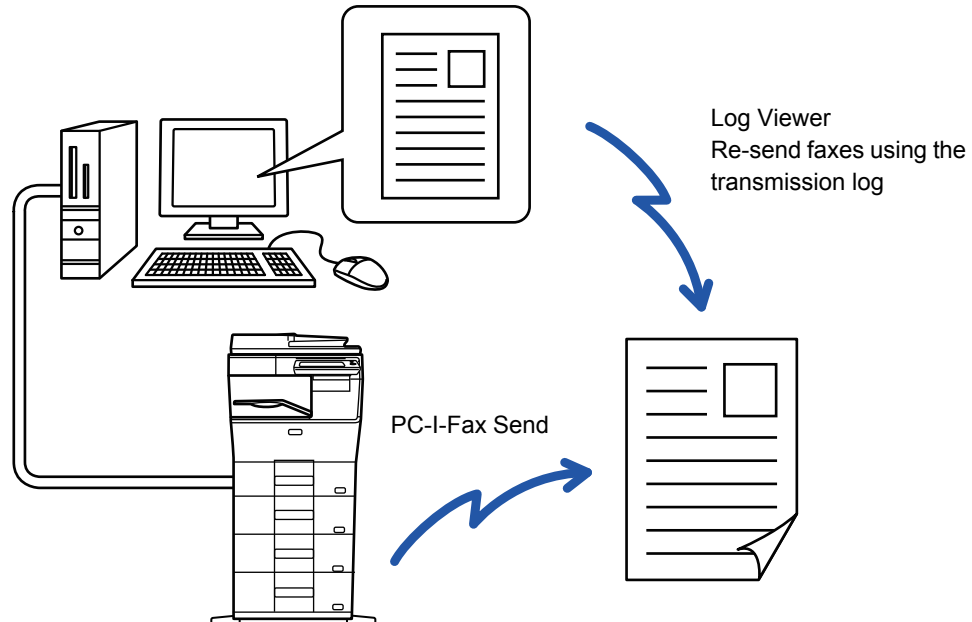 Log Viewer
Re-send faxes using the
transmission log
PC-I-Fax Send